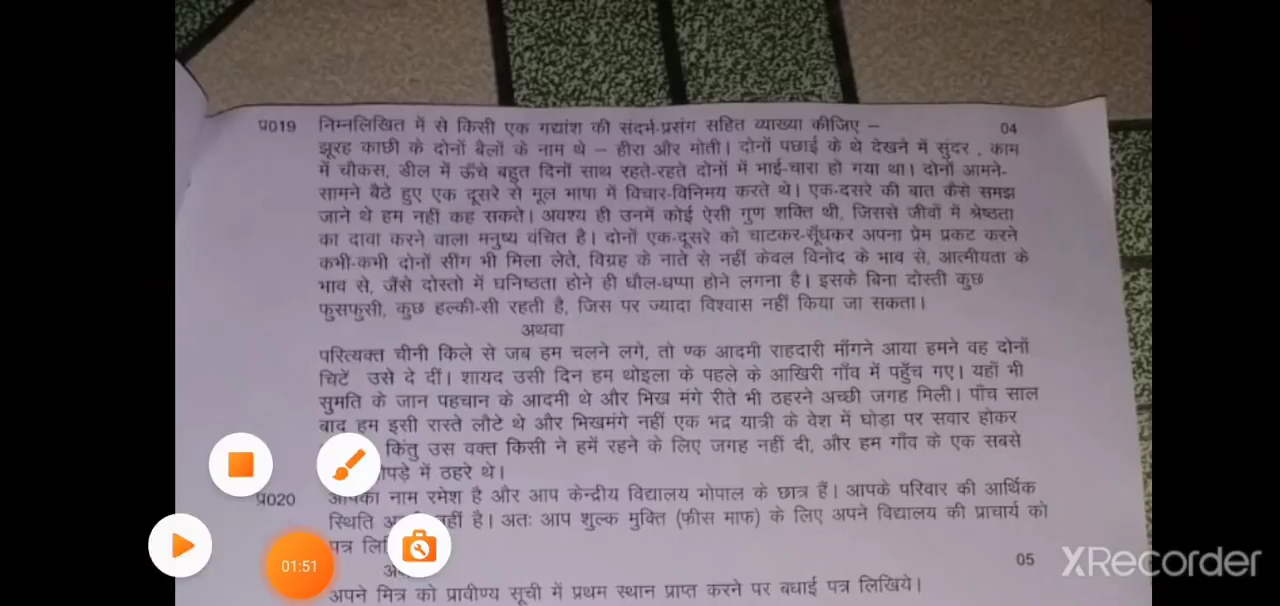 प्र019 निम्नलिखित में से किसी एक गद्यांश की संदर्भ-प्रसंग सहित व्याख्या कीजिए – 04
झूरह काछी के दोनों बैलों के नाम थे – हीरा और मोती। दोनों पछाई के थे देखने में सुंदर , काम
में चौकस, डील में ऊँचे बहुत दिनों साथ रहते-रहते दोनों में भाई-चारा हो गया था। दोनों आमने-
सामने बैठे हुए एक दूसरे से मूल भाषा में विचार-विनिमय करते थे। एक-दसरे की बात कैसे समझ
जाने थे हम नहीं कह सकते। अवश्य ही उनमें कोई ऐसी गुण शक्ति थी, जिससे जीवों में श्रेष्ठता
का दावा करने वाला मनुष्य वंचित है। दोनों एक-दूसरे को चाटकर-सूँघकर अपना प्रेम प्रकट करने
कभी-कभी दोनों सींग भी मिला लेते, विग्रह के नाते से नहीं केवल विनोद के भाव से, आत्मीयता के
भाव से, जैंसे दोस्तो में घनिष्ठता होने ही धौल-धप्पा होने लगना है। इसके बिना दोस्ती कुछ
फुसफुसी, कुछ हल्की-सी रहती है, जिस पर ज्यादा विश्वास नहीं किया जा सकता।
अथवा
परित्यक्त चीनी किले से जब हम चलने लगे, तो ण्क आदमी राहदारी माँगने आया हमने वह दोनों
चिटें उसे दे दीं। शायद उसी दिन हम थोइला के पहले के आखिरी गाँव में पहुँच गए। यहाँ भी
सुमति के जान पहचान के आदमी थे और भिख मंगे रीते भी ठहरने अच्छी जगह मिली। पाँच साल
बाद हम इसी रास्ते लौटे थे और भिखमंगे नहीं एक भद्र यात्री के वेश में घोड़ा पर सवार होकर
किंतु उस वक्त किसी ने हमें रहने के लिए जगह नहीं दी, और हम गाँव के एक सबसे
में ठहरे थे।
प्र020 आपका नाम रमेश है और आप केन्द्रीय विद्यालय भोपाल के छात्र हैं। आपके परिवार की आर्थिक
स्थिति नहीं है। अतः आप शुल्क मुक्ति (फीस माफ) के लिए अपने विद्यालय की प्राचार्य को
पत्र
05
अपने मित्र को प्रावीण्य सूची में प्रथम स्थान प्राप्त करने पर बधाई पत्र लिखिये।
01:51
XRecorder